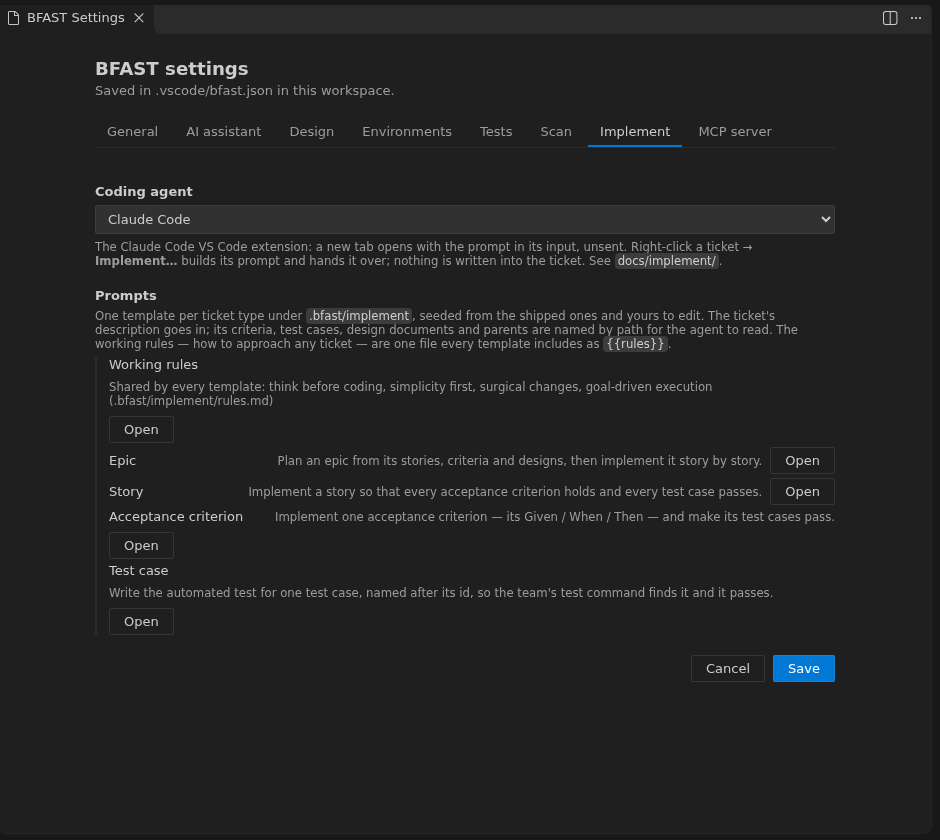 BFAST Settings
BFAST settings
Saved in .vscode/bfast.json in this workspace.
General AI assistant Design Environments Tests Scan Implement MCP server
Coding agent
Claude Code
The Claude Code VS Code extension: a new tab opens with the prompt in its input, unsent. Right-click a ticket →
Implement… builds its prompt and hands it over; nothing is written into the ticket. See docs/implement/.
Prompts
One template per ticket type under .bfast/implement, seeded from the shipped ones and yours to edit. The ticket's
description goes in; its criteria, test cases, design documents and parents are named by path for the agent to read. The
working rules — how to approach any ticket — are one file every template includes as {{rules}}.
Working rules
Shared by every template: think before coding, simplicity first, surgical changes, goal-driven execution
(.bfast/implement/rules.md)
Open
Epic Plan an epic from its stories, criteria and designs, then implement it story by story. Open
Story Implement a story so that every acceptance criterion holds and every test case passes. Open
Acceptance criterion Implement one acceptance criterion — its Given / When / Then — and make its test cases pass.
Open
Test case
Write the automated test for one test case, named after its id, so the team's test command finds it and it passes.
Open
Cancel Save